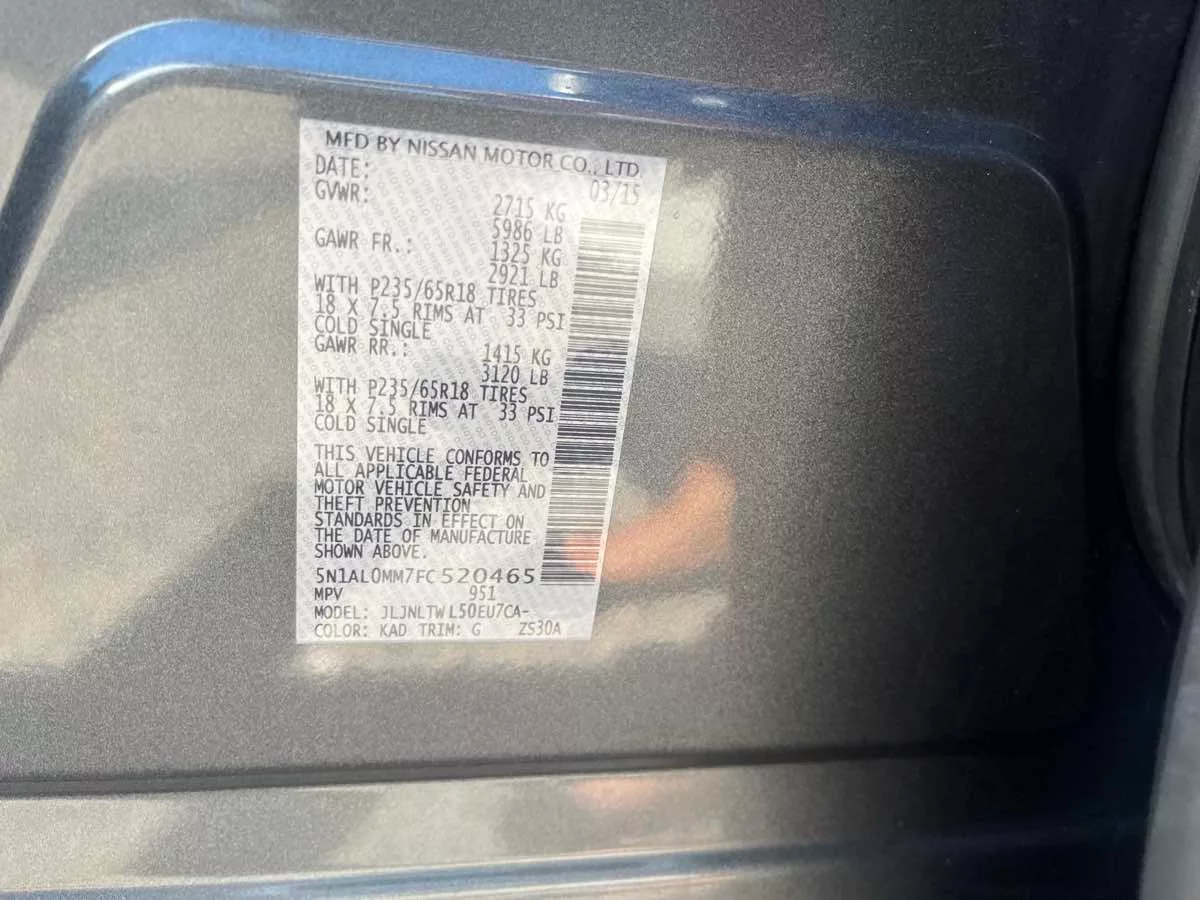 MFD BY NISSAN MOTOR CO., LTD.
DATE: 03/15
GVWR: 2715 KG
5986 LB
GAWR FR.: 1325 KG
2921 LB
WITH P235/65R18 TIRES
18 X 7.5 RIMS AT 33 PSI
COLD SINGLE
GAWR RR.: 1415 KG
3120 LB
WITH P235/65R18 TIRES
18 X 7.5 RIMS AT 33 PSI
COLD SINGLE
THIS VEHICLE CONFORMS TO
ALL APPLICABLE FEDERAL
MOTOR VEHICLE SAFETY AND
THEFT PREVENTION
STANDARDS IN EFFECT ON
THE DATE OF MANUFACTURE
SHOWN ABOVE.
5N1AL0MM7FC520465
MPV 951
MODEL: JLJNLTWL50EU7CA-
COLOR: KAD TRIM: G ZS30A